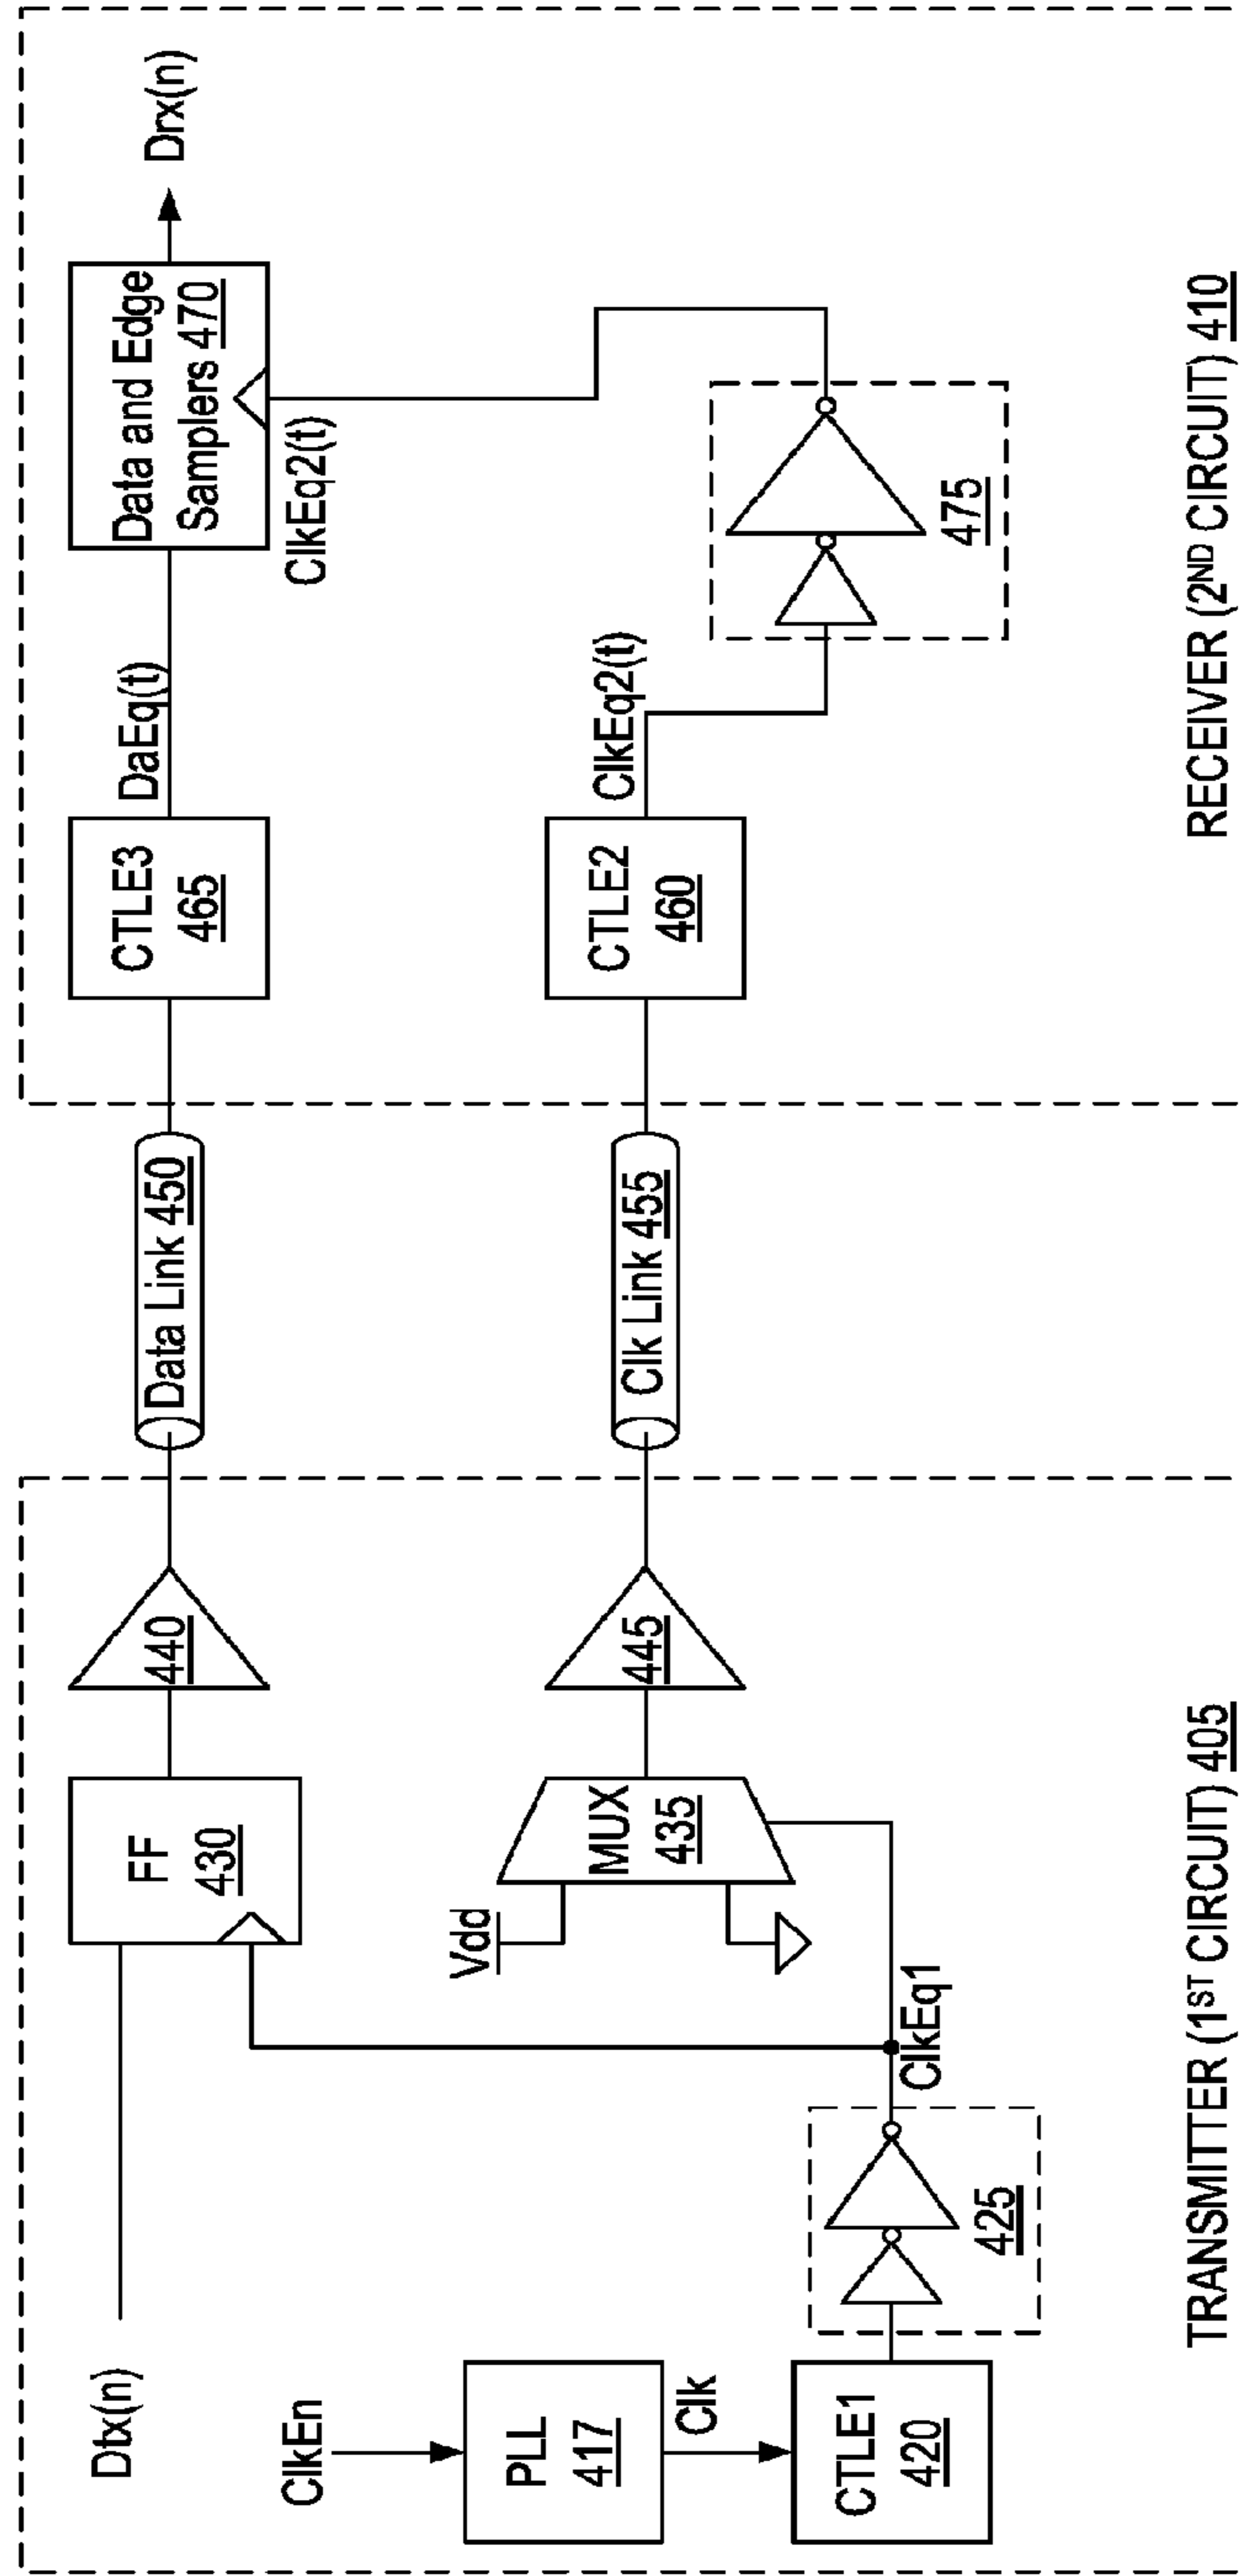 Dtx(n)
FF
430
440
Data Link 450
CTLE3
465
DaEq(t)
Data and Edge
Samplers 470
Drx(n)
ClkEq2(t)
ClkEn
PLL
417
Clk
CTLE1
420
425
ClkEq1
Vdd
MUX
435
445
Clk Link 455
CTLE2
460
ClkEq2(t)
475
TRANSMITTER (1ST CIRCUIT) 405
RECEIVER (2ND CIRCUIT) 410